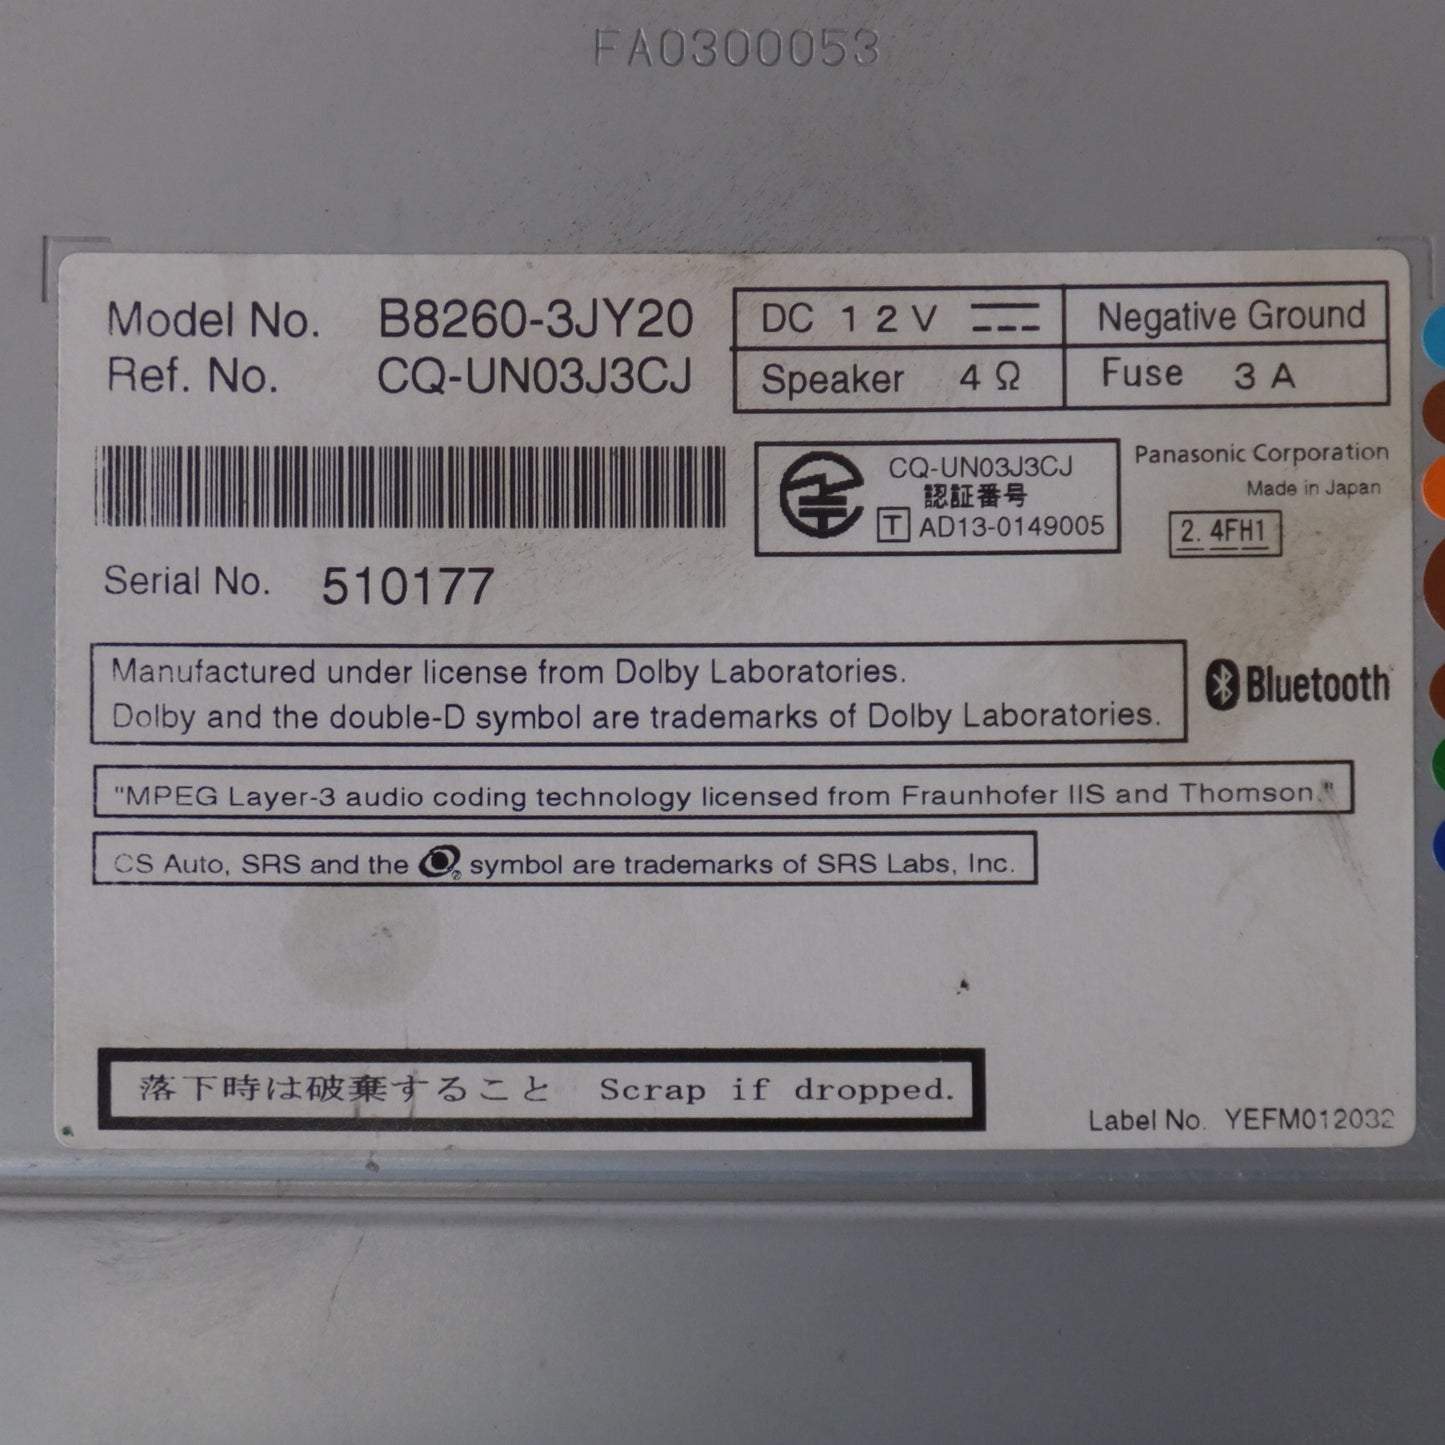 FA0300053
Model No. B8260-3JY20
Ref. No. CQ-UN03J3CJ
DC 12V Negative Ground
Speaker 4Ω Fuse 3A
CQ-UN03J3CJ
認証番号
T AD13-0149005
Panasonic Corporation
Made in Japan
2.4FH1
Serial No. 510177
Manufactured under license from Dolby Laboratories.
Dolby and the double-D symbol are trademarks of Dolby Laboratories.
Bluetooth
"MPEG Layer-3 audio coding technology licensed from Fraunhofer IIS and Thomson."
CS Auto, SRS and the symbol are trademarks of SRS Labs, Inc.
落下時は破棄すること Scrap if dropped.
Label No. YEFM012032